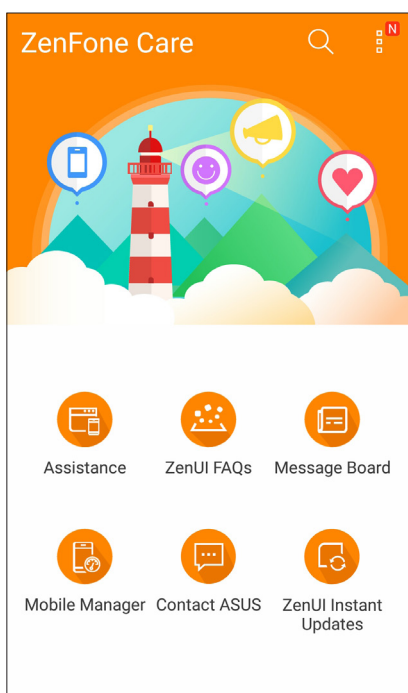 ZenFone Care
N
Assistance
ZenUI FAQs
Message Board
Mobile Manager
Contact ASUS
ZenUI Instant
Updates